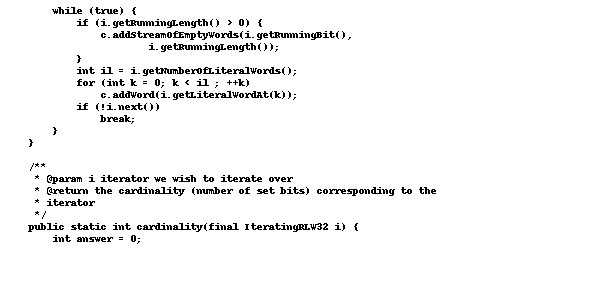 while (true) {
if (i.getRunningLength() > 0) {
c.addStreamOfEmptyWords(i.getRunningBit(),
i.getRunningLength());
}
int il = i.getNumberOfLiteralWords();
for (int k = 0; k < il ; ++k)
c.addWord(i.getLiteralWordAt(k));
if (!i.next())
break;
}
}
/**
* @param i iterator we wish to iterate over
* @return the cardinality (number of set bits) corresponding to the
* iterator
*/
public static int cardinality(final IteratingRLW32 i) {
int answer = 0;